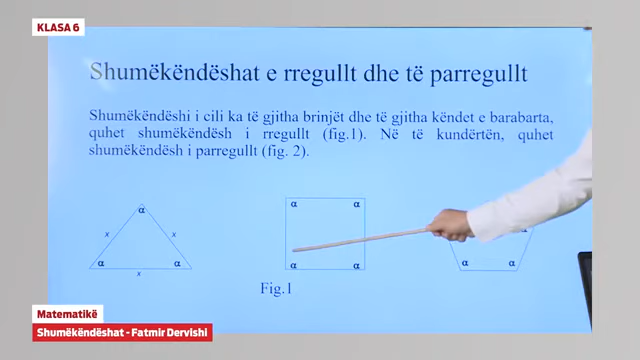 KLASA 6
Shumëkëndëshat e rregullt dhe të parregullt
Shumëkëndëshi i cili ka të gjitha brinjët dhe të gjitha këndet e barabarta,
quhet shumëkëndësh i rregullt (fig.1). Në të kundërtën, quhet
shumëkëndësh i parregullt (fig. 2).
α
x x
α α
x
α α
α α
α
α α
Fig.1
Matematikë
Shumëkëndëshat - Fatmir Dervishi